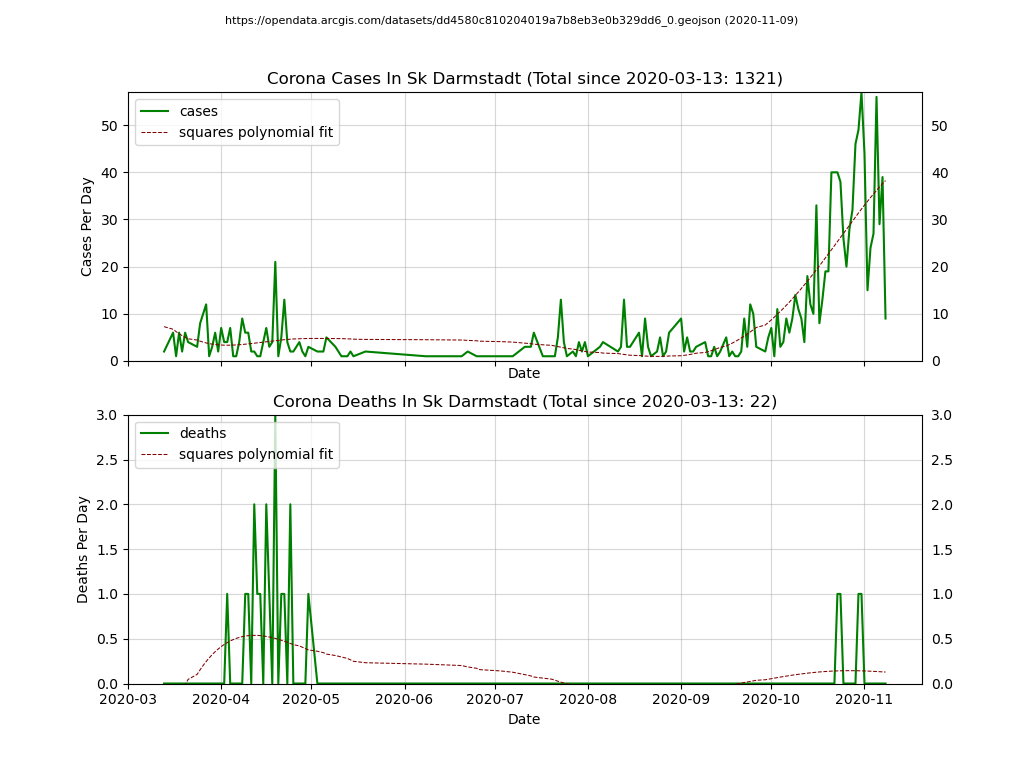 https://opendata.arcgis.com/datasets/dd4580c810204019a7b8eb3e0b329dd6_0.geojson (2020-11-09)
Corona Cases In Sk Darmstadt (Total since 2020-03-13: 1321)
cases
squares polynomial fit
Cases Per Day
50 50
40 40
30 30
20 20
10 10
0 0
Date
Corona Deaths In Sk Darmstadt (Total since 2020-03-13: 22)
deaths
squares polynomial fit
Deaths Per Day
3.0 3.0
2.5 2.5
2.0 2.0
1.5 1.5
1.0 1.0
0.5 0.5
0.0 0.0
2020-03 2020-04 2020-05 2020-06 2020-07 2020-08 2020-09 2020-10 2020-11
Date